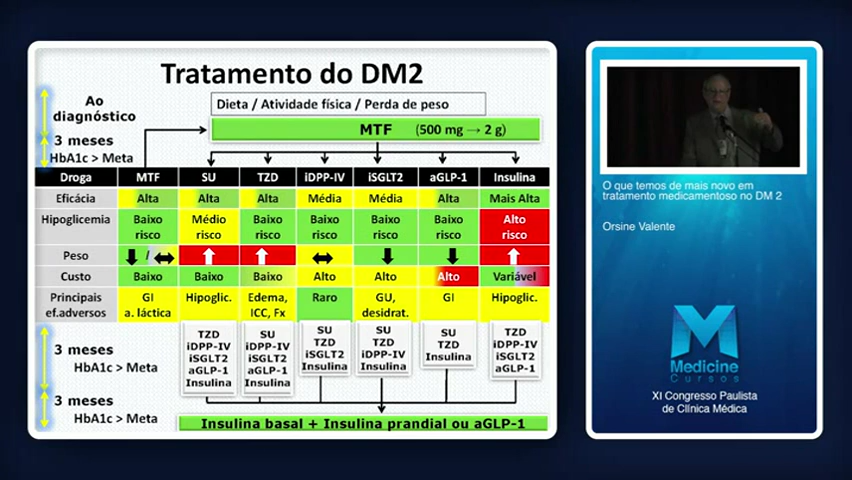 Tratamento do DM2
Ao
diagnóstico
Dieta / Atividade física / Perda de peso
MTF (500 mg → 2 g)
3 meses
HbA1c > Meta
Droga MTF SU TZD iDPP-IV iSGLT2 aGLP-1 Insulina
Eficácia Alta Alta Alta Média Média Alta Mais Alta
Hipoglicemia Baixo risco Médio risco Baixo risco Baixo risco Baixo risco Baixo risco Alto risco
Peso /
Custo Baixo Baixo Baixo Alto Alto Alto Variável
Principais ef.adversos GI a. láctica Hipoglic. Edema, ICC, Fx Raro GU, desidrat. GI Hipoglic.
3 meses
HbA1c > Meta
TZD
iDPP-IV
iSGLT2
aGLP-1
Insulina
SU
iDPP-IV
iSGLT2
aGLP-1
Insulina
SU
TZD
iSGLT2
Insulina
SU
TZD
iDPP-IV
Insulina
SU
TZD
Insulina
TZD
iDPP-IV
iSGLT2
aGLP-1
3 meses
HbA1c > Meta
Insulina basal + Insulina prandial ou aGLP-1
O que temos de mais novo em
tratamento medicamentoso no DM 2
Orsine Valente
Medicine
Cursos
XI Congresso Paulista
de Clínica Médica